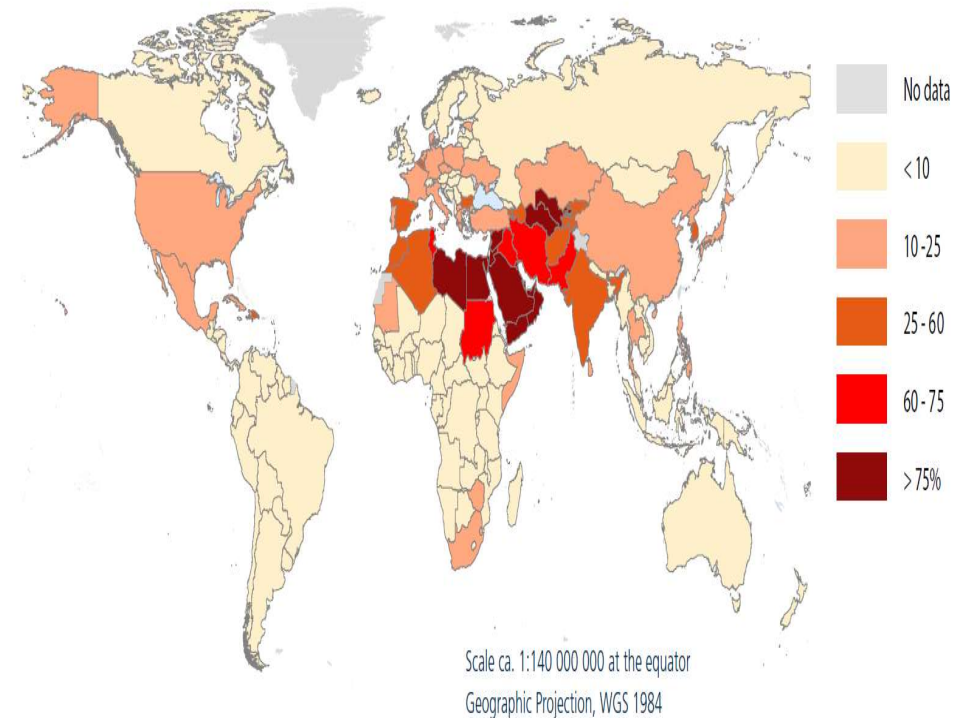 No data
< 10
10 -25
25 - 60
60 - 75
> 75%
Scale ca. 1:140 000 000 at the equator
Geographic Projection, WGS 1984